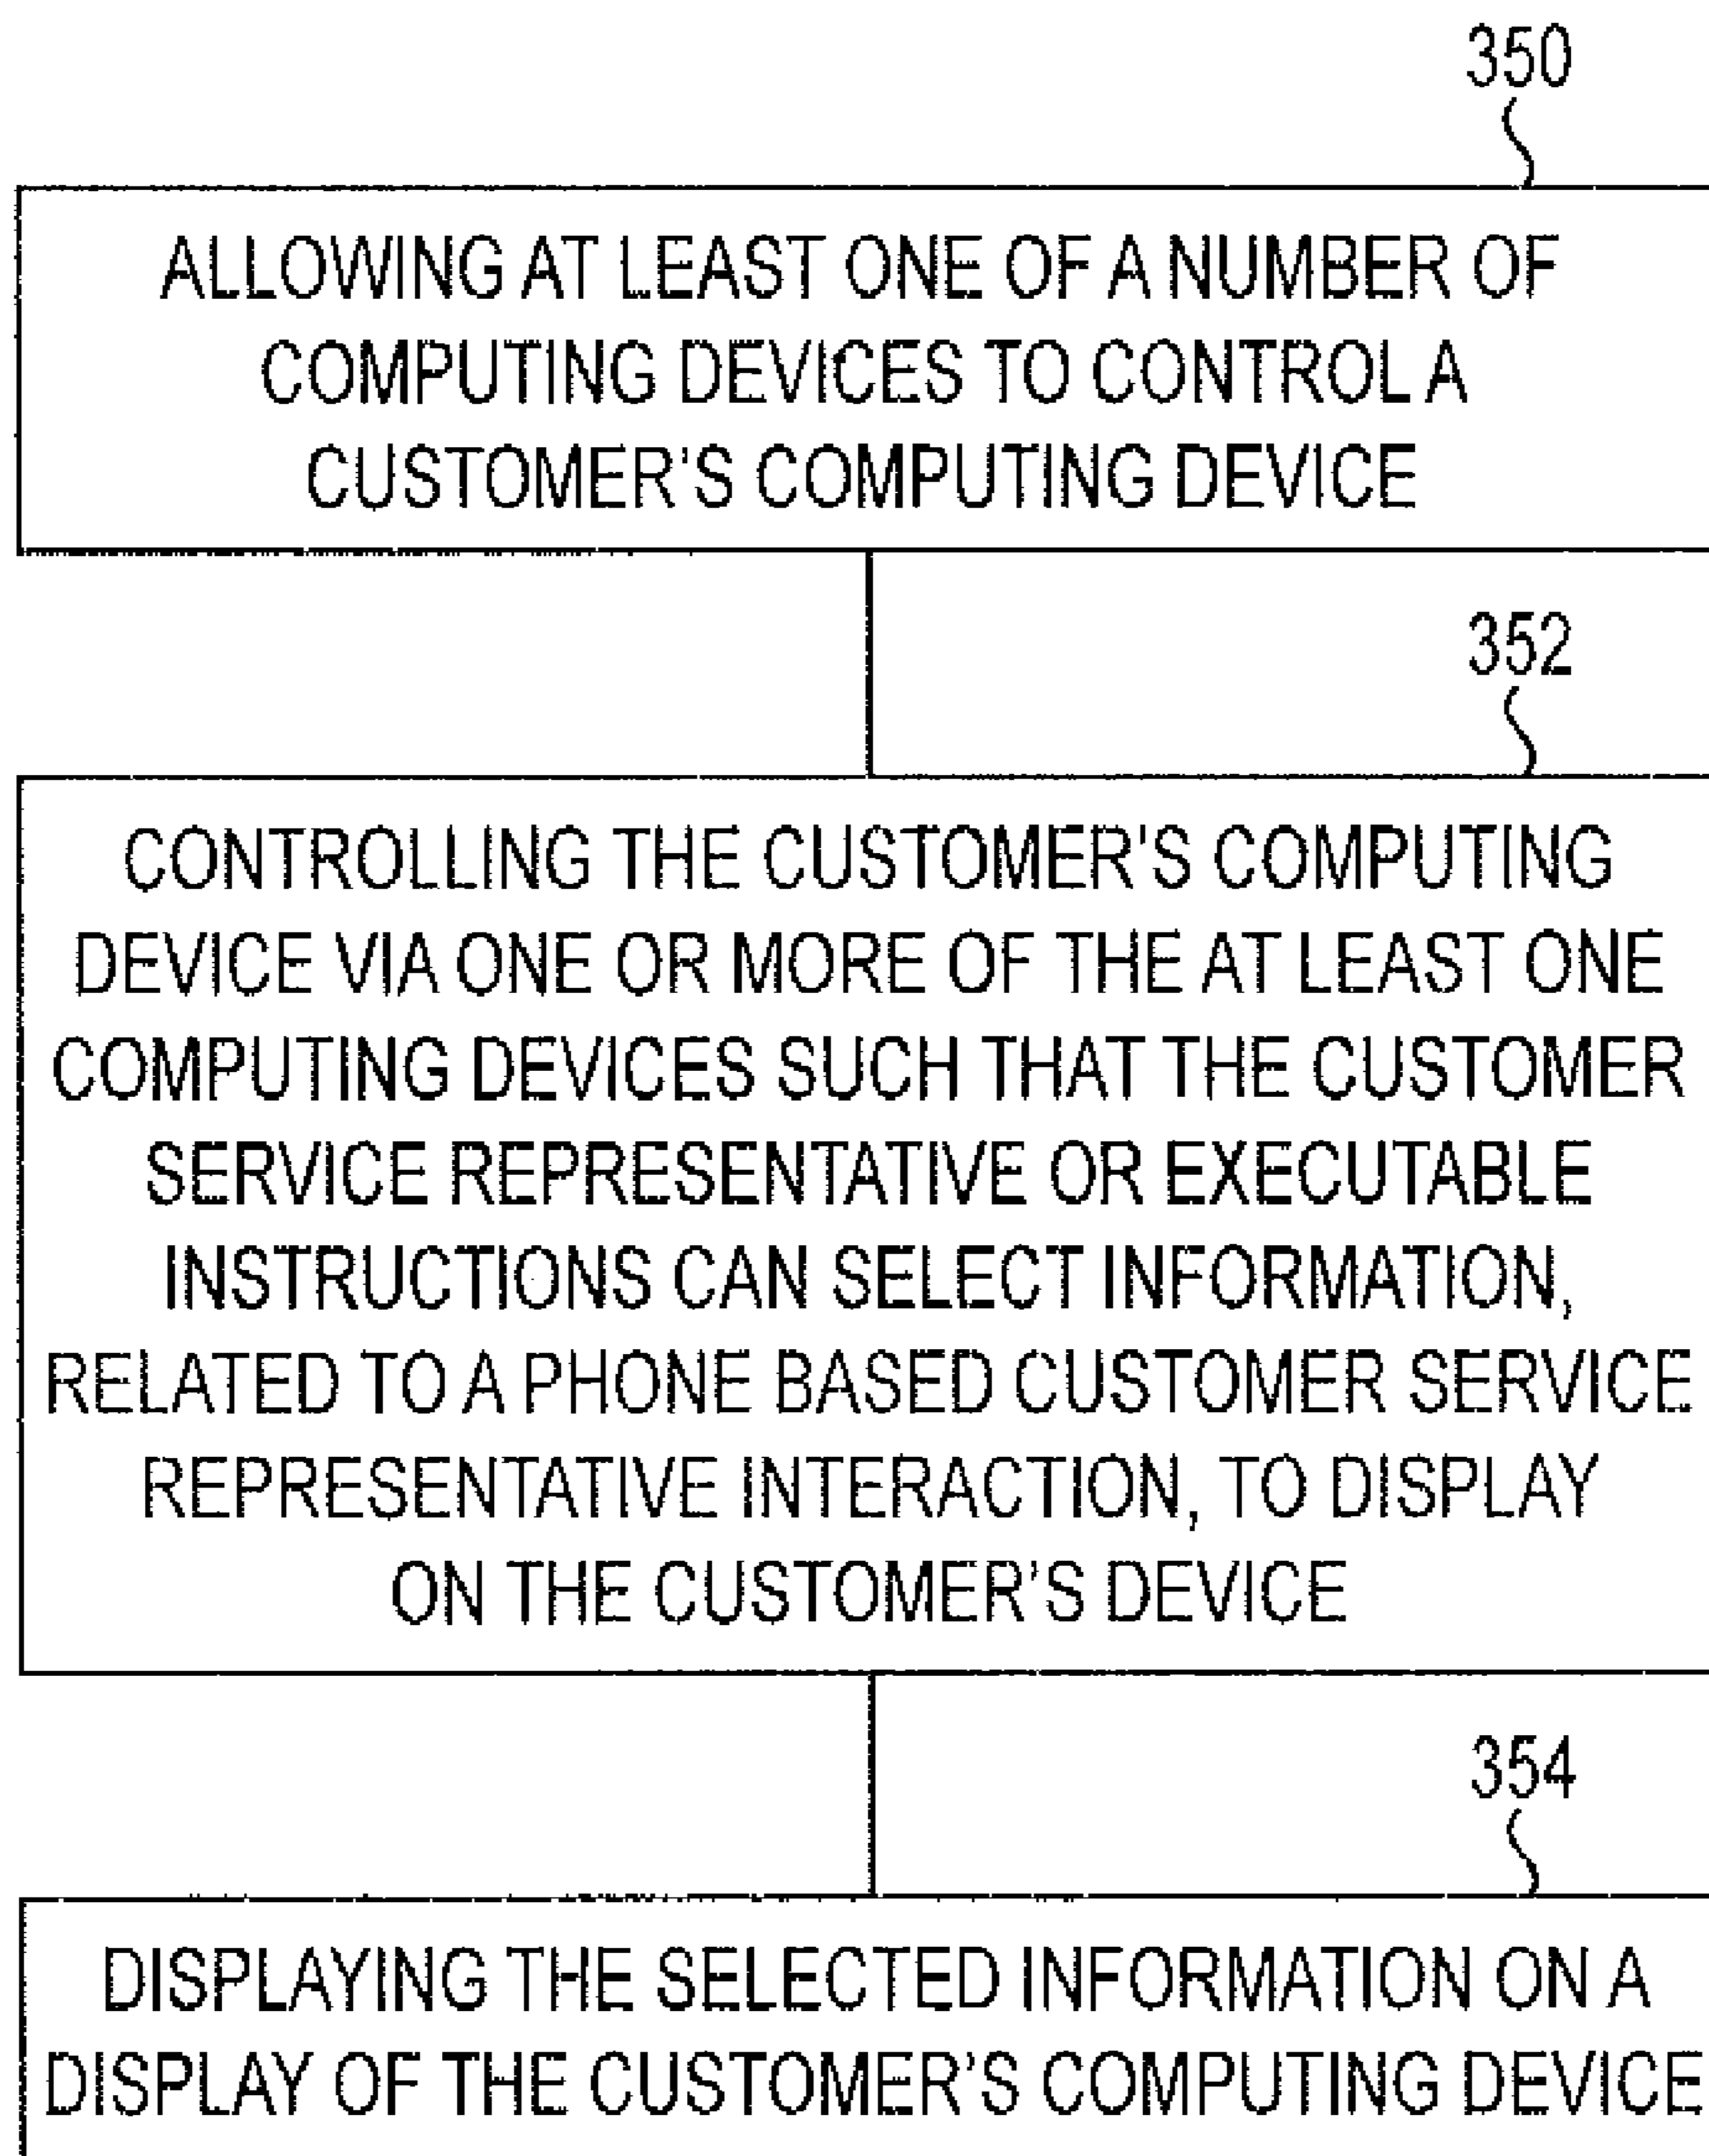 350
ALLOWING AT LEAST ONE OF A NUMBER OF
COMPUTING DEVICES TO CONTROL A
CUSTOMER'S COMPUTING DEVICE
352
CONTROLLING THE CUSTOMER'S COMPUTING
DEVICE VIA ONE OR MORE OF THE AT LEAST ONE
COMPUTING DEVICES SUCH THAT THE CUSTOMER
SERVICE REPRESENTATIVE OR EXECUTABLE
INSTRUCTIONS CAN SELECT INFORMATION,
RELATED TO A PHONE BASED CUSTOMER SERVICE
REPRESENTATIVE INTERACTION, TO DISPLAY
ON THE CUSTOMER'S DEVICE
354
DISPLAYING THE SELECTED INFORMATION ON A
DISPLAY OF THE CUSTOMER'S COMPUTING DEVICE